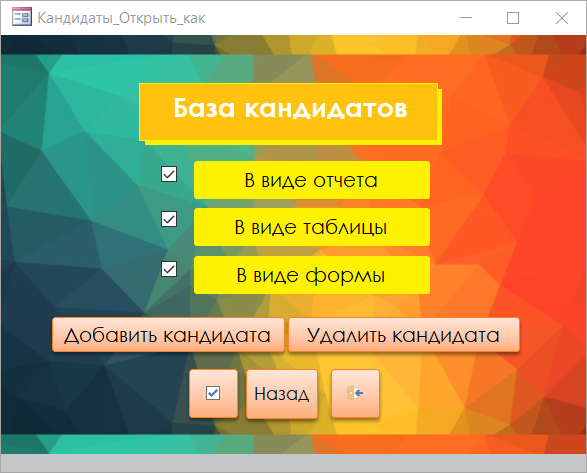 Кандидаты_Открыть_как
База кандидатов
В виде отчета
В виде таблицы
В виде формы
Добавить кандидата Удалить кандидата
Назад